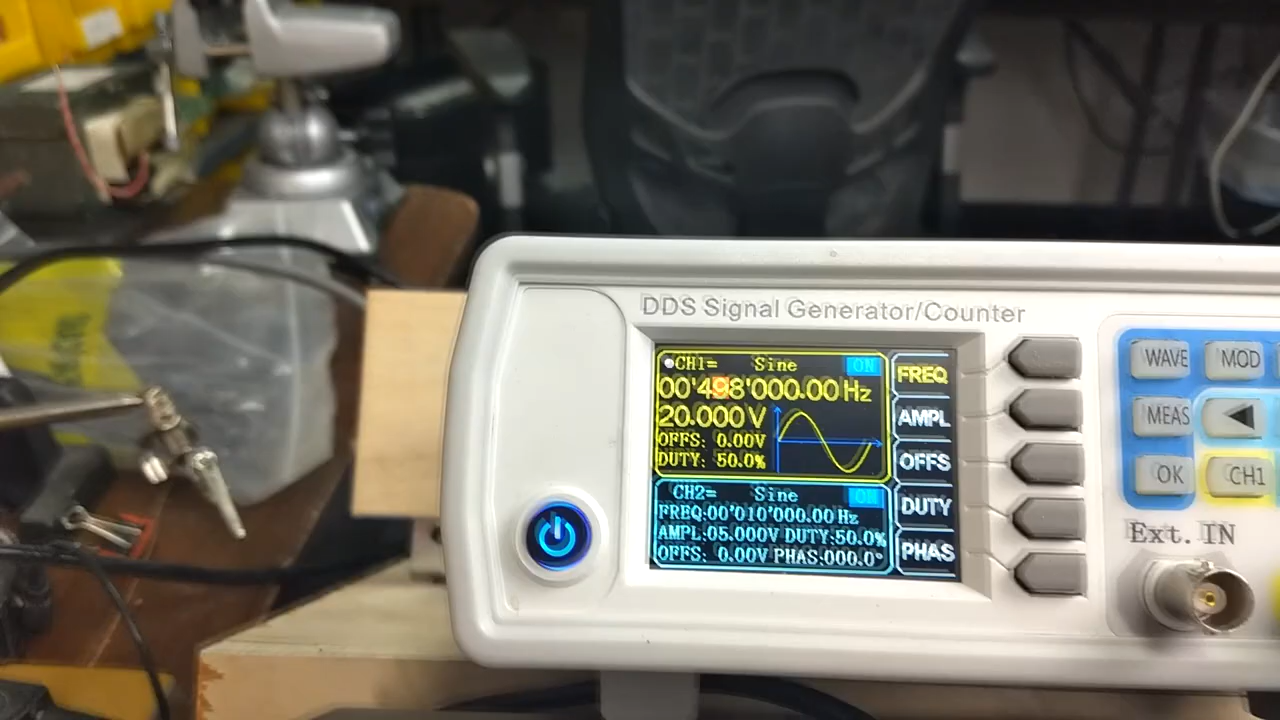 DDS Signal Generator/Counter
CH1= Sine ON
00'498'000.00 Hz
20.000 V
OFFS: 0.00V
DUTY: 50.0%
CH2= Sine ON
FREQ:00'010'000.00 Hz
AMPL:05.000V DUTY:50.0%
OFFS: 0.00V PHAS:000.0°
FREQ
AMPL
OFFS
DUTY
PHAS
WAVE MOD
MEAS
OK CH1
Ext. IN